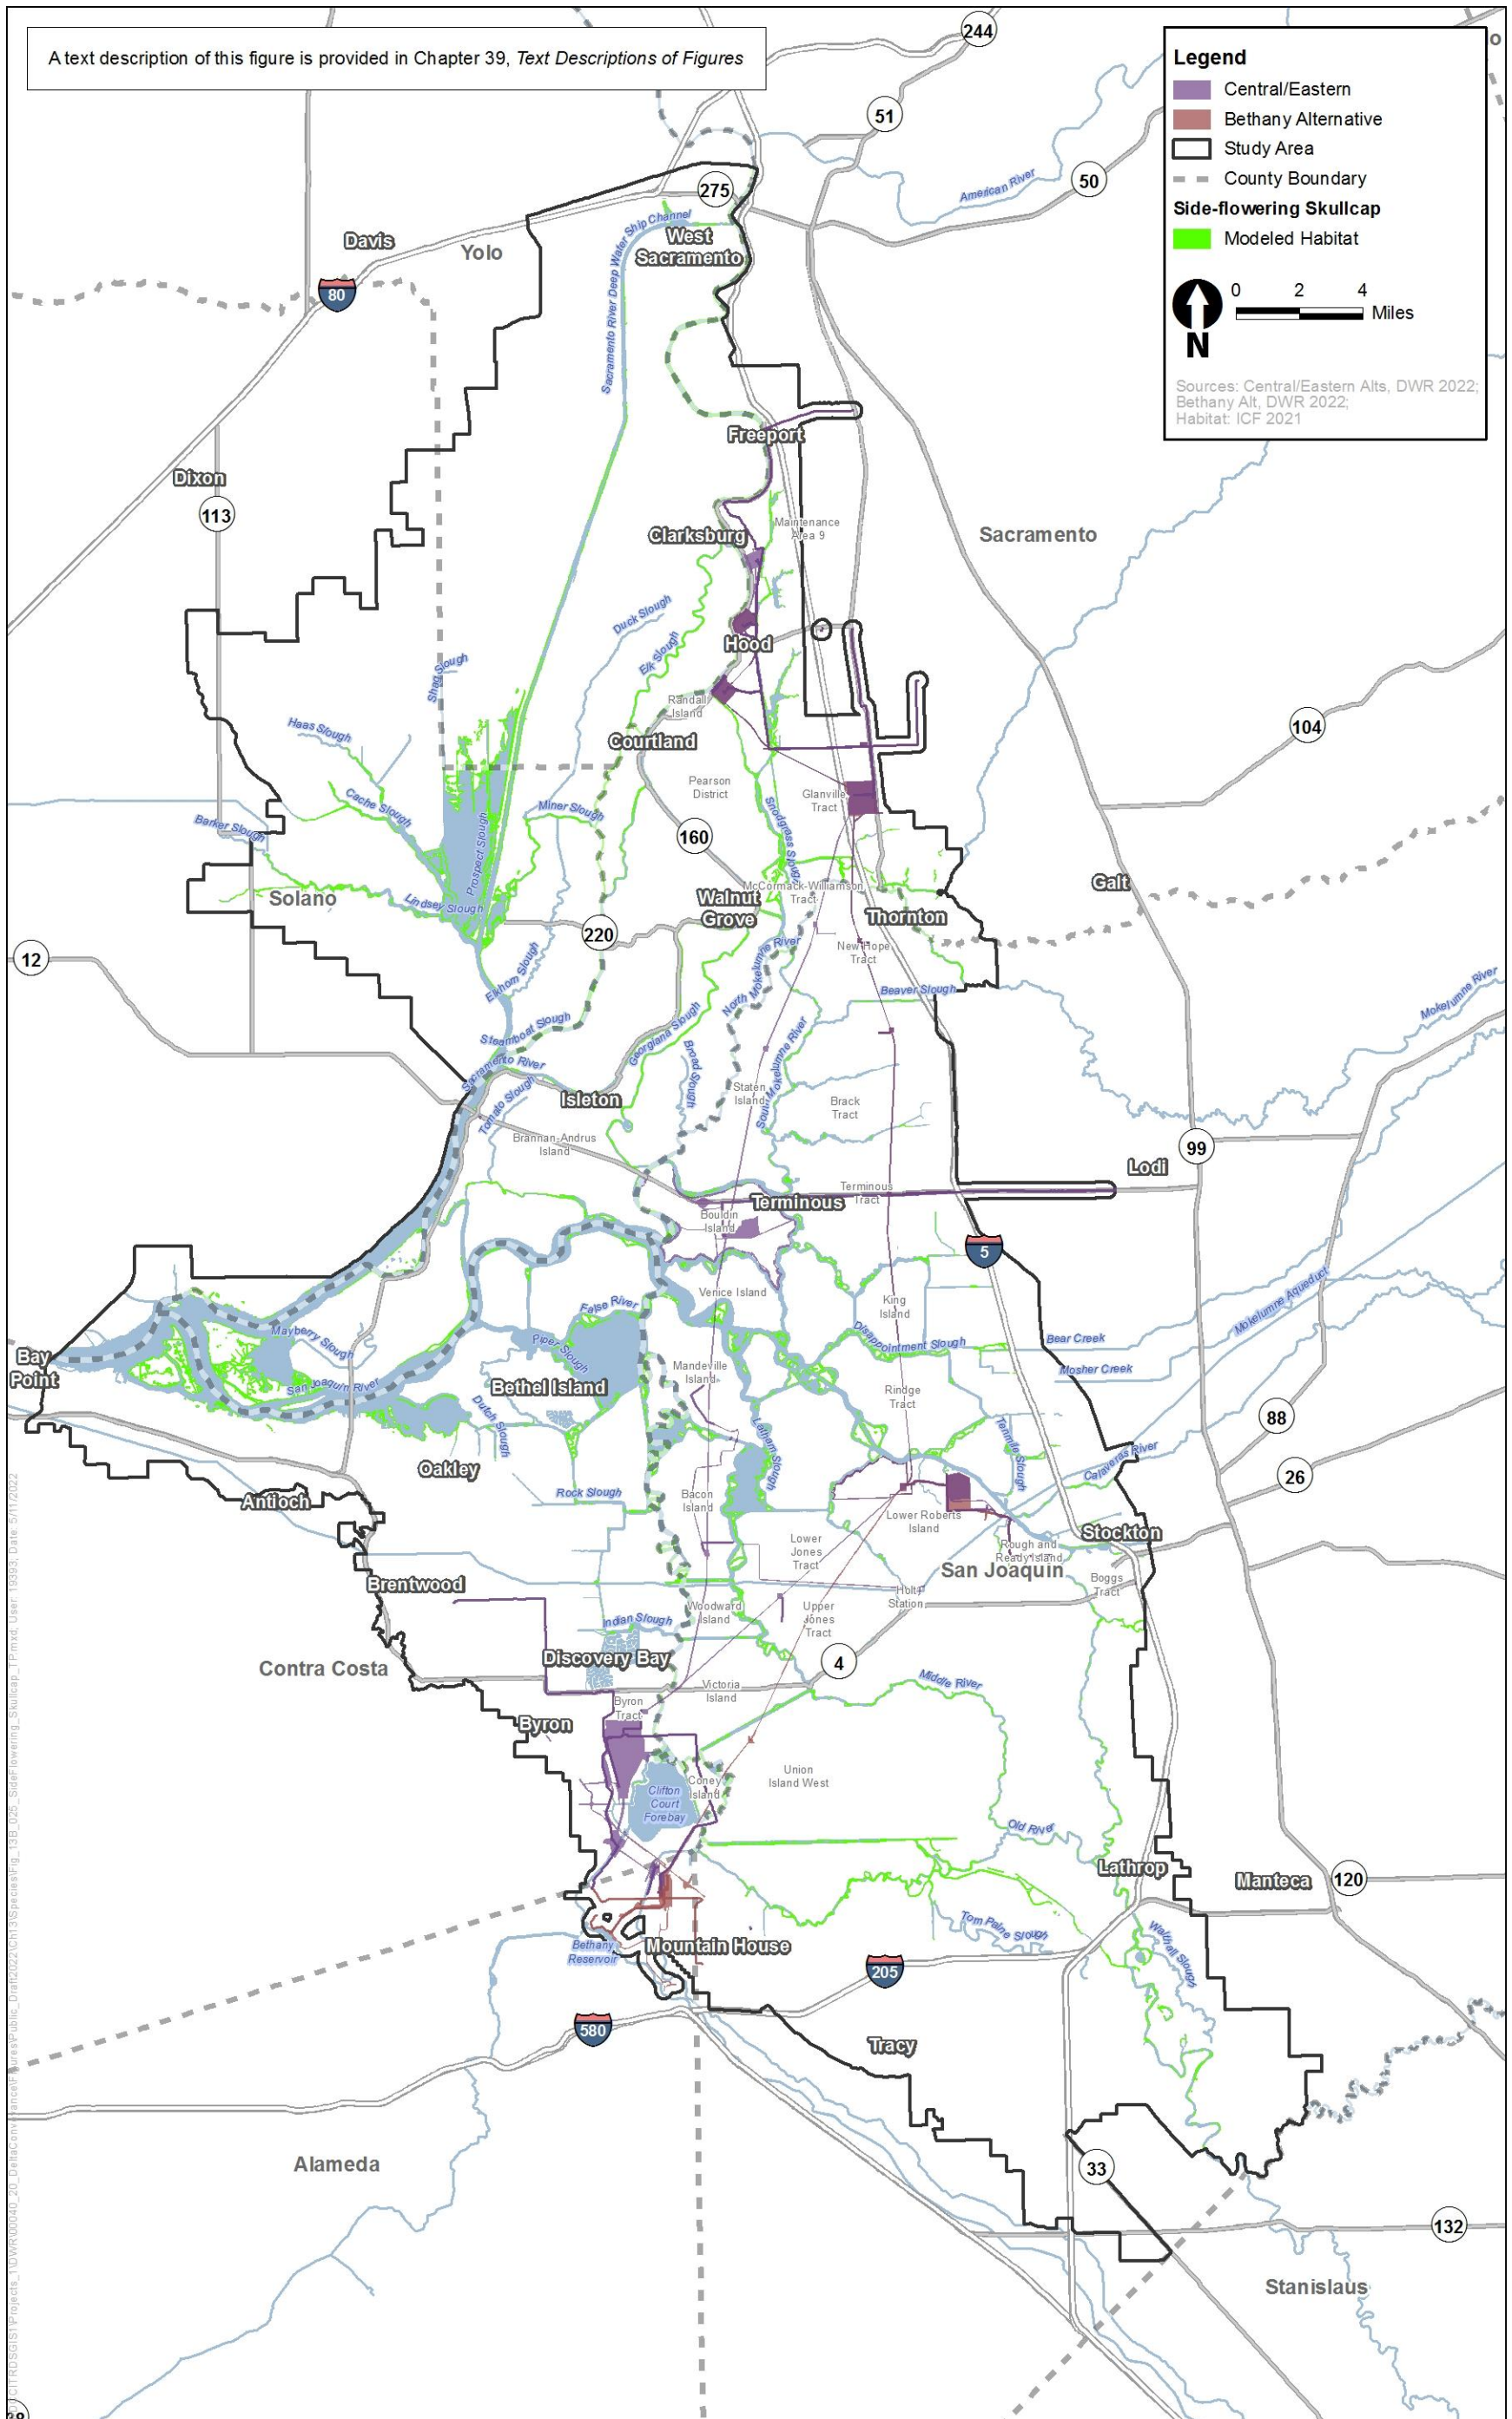 A text description of this figure is provided in Chapter 39, Text Descriptions of Figures
Legend
Central/Eastern
Bethany Alternative
Study Area
County Boundary
Side-flowering Skullcap
Modeled Habitat
0 2 4
Miles
N
Sources: Central/Eastern Alts, DWR 2022;
Bethany Alt, DWR 2022;
Habitat: ICF 2021
244
51
50
American River
275
Sacramento River Deep Water Ship Channel
West
Sacramento
Davis
Yolo
80
Freeport
Dixon
113
Clarksburg
Maintenance
Area 9
Sacramento
Duck Slough
Elk Slough
Hood
Shag Slough
Randall
Island
Haas Slough
Courtland
104
Pearson
District
Glanville
Tract
Cache Slough
Miner Slough
Snodgrass Slough
Barker Slough
Prospect Slough
160
Galt
McCormack-Williamson
Tract
Solano
Lindsey Slough
Walnut
Grove
Thornton
220
12
New Hope
Tract
North Mokelumne River
Elkhorn Slough
Beaver Slough
Mokelumne River
Steamboat Slough
Georgiana Slough
Sacramento River
Broad Slough
South Mokelumne River
Tomato Slough
Isleton
Staten
Island
Brack
Tract
Brannan-Andrus
Island
99
Lodi
Terminous
Terminous
Tract
Bouldin
Island
5
Venice Island
King
Island
Mokelumne Aqueduct
False River
Disappointment Slough
Bear Creek
Mayberry Slough
Piper Slough
Mosher Creek
Bay
Point
San Joaquin River
Bethel Island
Mandeville
Island
Rindge
Tract
88
Dutch Slough
Latham Slough
Tenmile Slough
Oakley
Calaveras River
26
Antioch
Rock Slough
Bacon
Island
Lower Roberts
Island
Stockton
Lower
Jones
Tract
Rough and
Ready Island
San Joaquin
Brentwood
Boggs
Tract
Holt
Station
Woodward
Island
Upper
Jones
Tract
Indian Slough
Discovery Bay
4
Contra Costa
Middle River
Victoria
Island
Byron
Tract
Byron
Union
Island West
Coney
Island
Clifton
Court
Forebay
Old River
Lathrop
Manteca
120
Tom Paine Slough
Walthall Slough
Bethany
Reservoir
Mountain House
205
580
Tracy
Alameda
33
132
Stanislaus